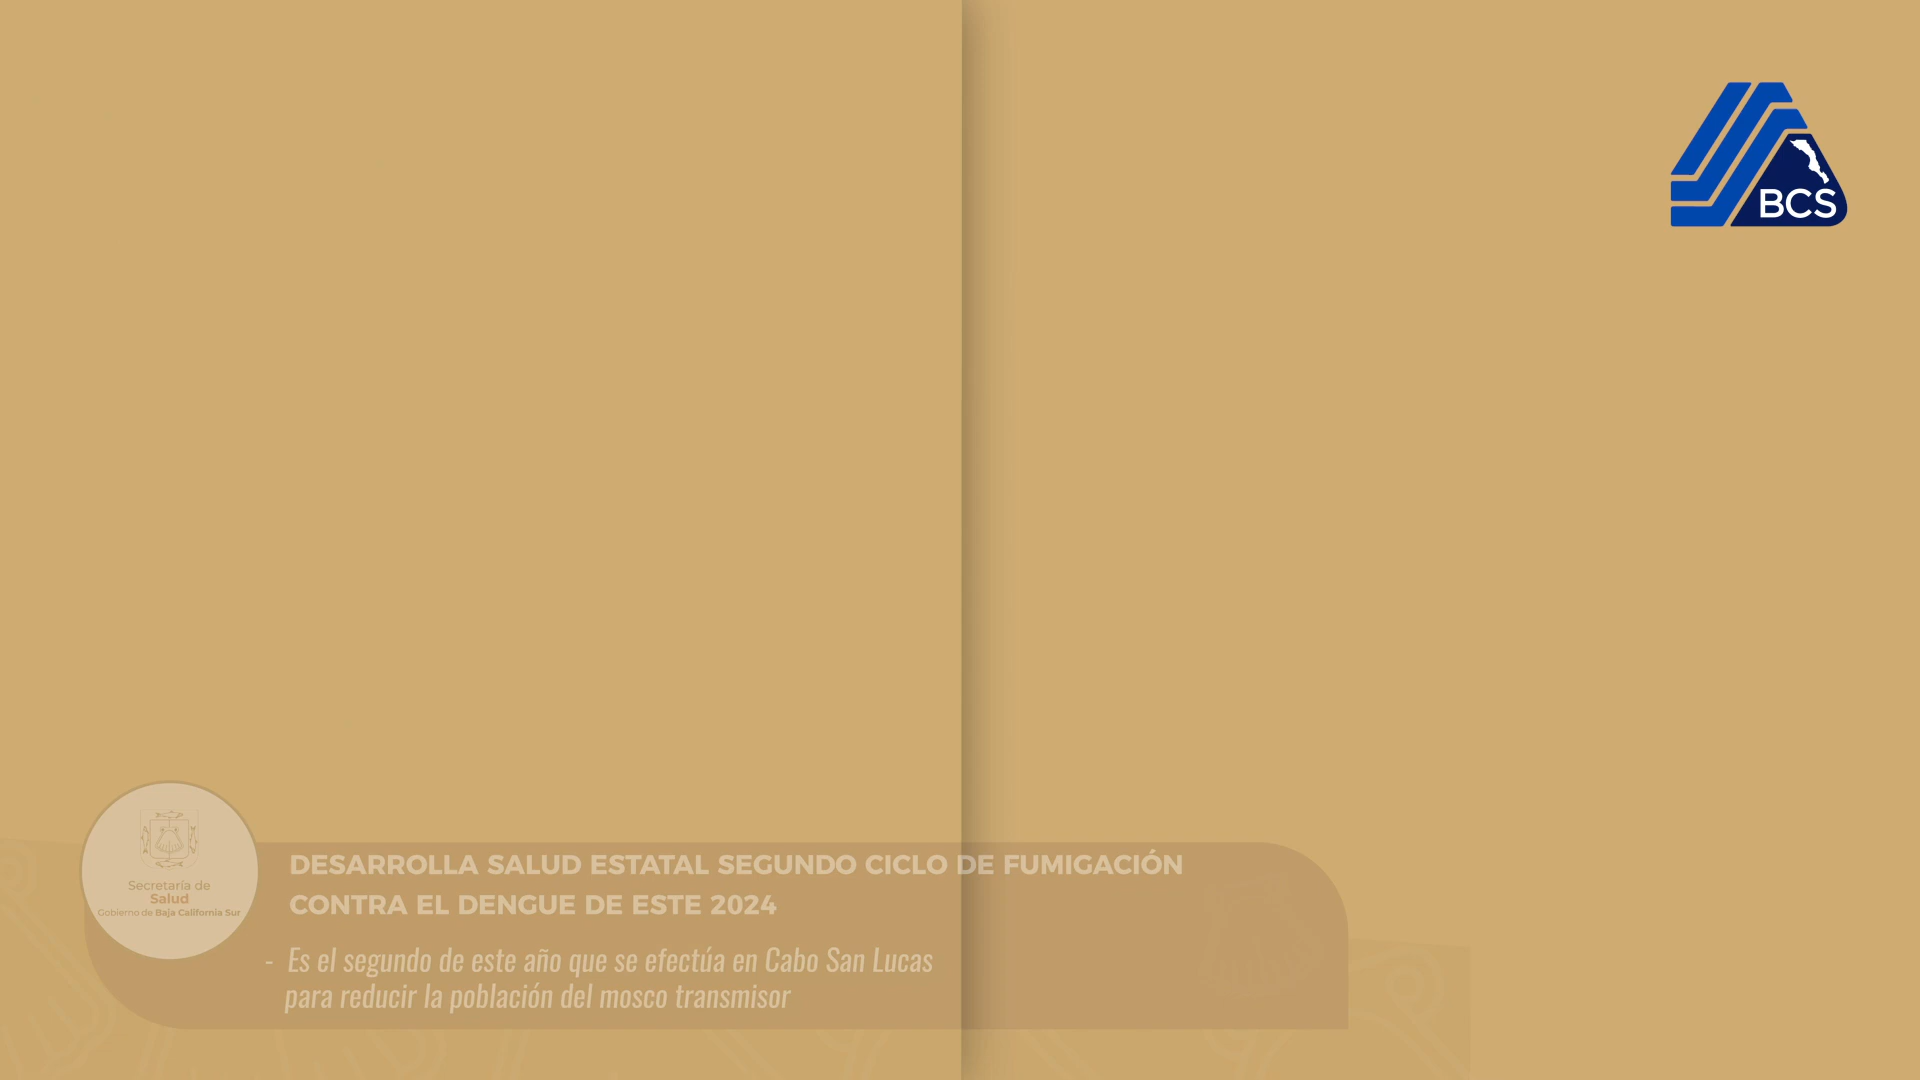 BCS
Secretaría de
Salud
Gobierno de Baja California Sur
DESARROLLA SALUD ESTATAL SEGUNDO CICLO DE FUMIGACIÓN
CONTRA EL DENGUE DE ESTE 2024
- Es el segundo de este año que se efectúa en Cabo San Lucas
para reducir la población del mosco transmisor